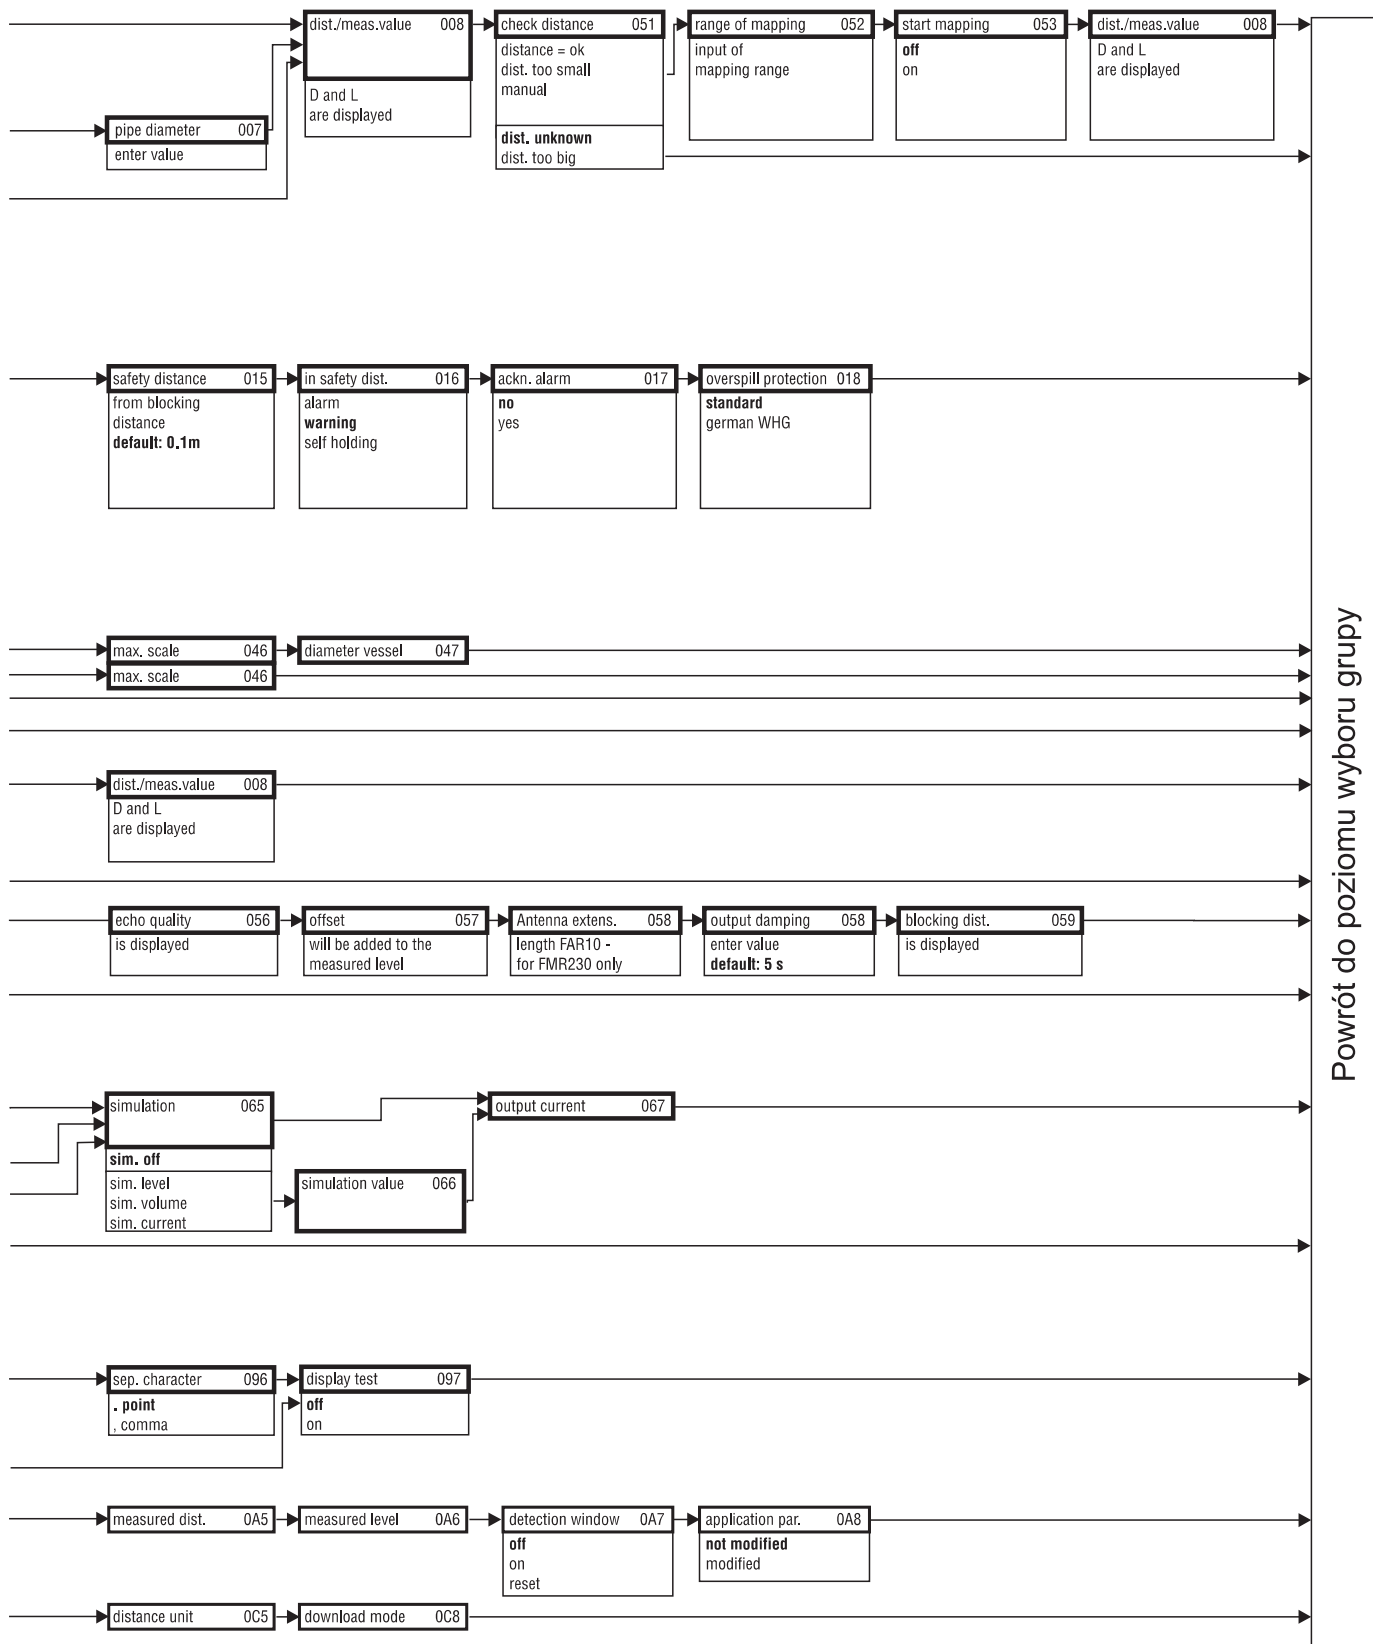 dist./meas.value 008
D and L
are displayed
check distance 051
distance = ok
dist. too small
manual
dist. unknown
dist. too big
range of mapping 052
input of
mapping range
start mapping 053
off
on
dist./meas.value 008
D and L
are displayed
pipe diameter 007
enter value
safety distance 015
from blocking
distance
default: 0.1m
in safety dist. 016
alarm
warning
self holding
ackn. alarm 017
no
yes
overspill protection 018
standard
german WHG
max. scale 046
diameter vessel 047
max. scale 046
dist./meas.value 008
D and L
are displayed
echo quality 056
is displayed
offset 057
will be added to the
measured level
Antenna extens. 058
length FAR10 -
for FMR230 only
output damping 058
enter value
default: 5 s
blocking dist. 059
is displayed
simulation 065
sim. off
sim. level
sim. volume
sim. current
simulation value 066
output current 067
sep. character 096
. point
, comma
display test 097
off
on
measured dist. 0A5
measured level 0A6
detection window 0A7
off
on
reset
application par. 0A8
not modified
modified
distance unit 0C5
download mode 0C8
Powrót do poziomu wyboru grupy